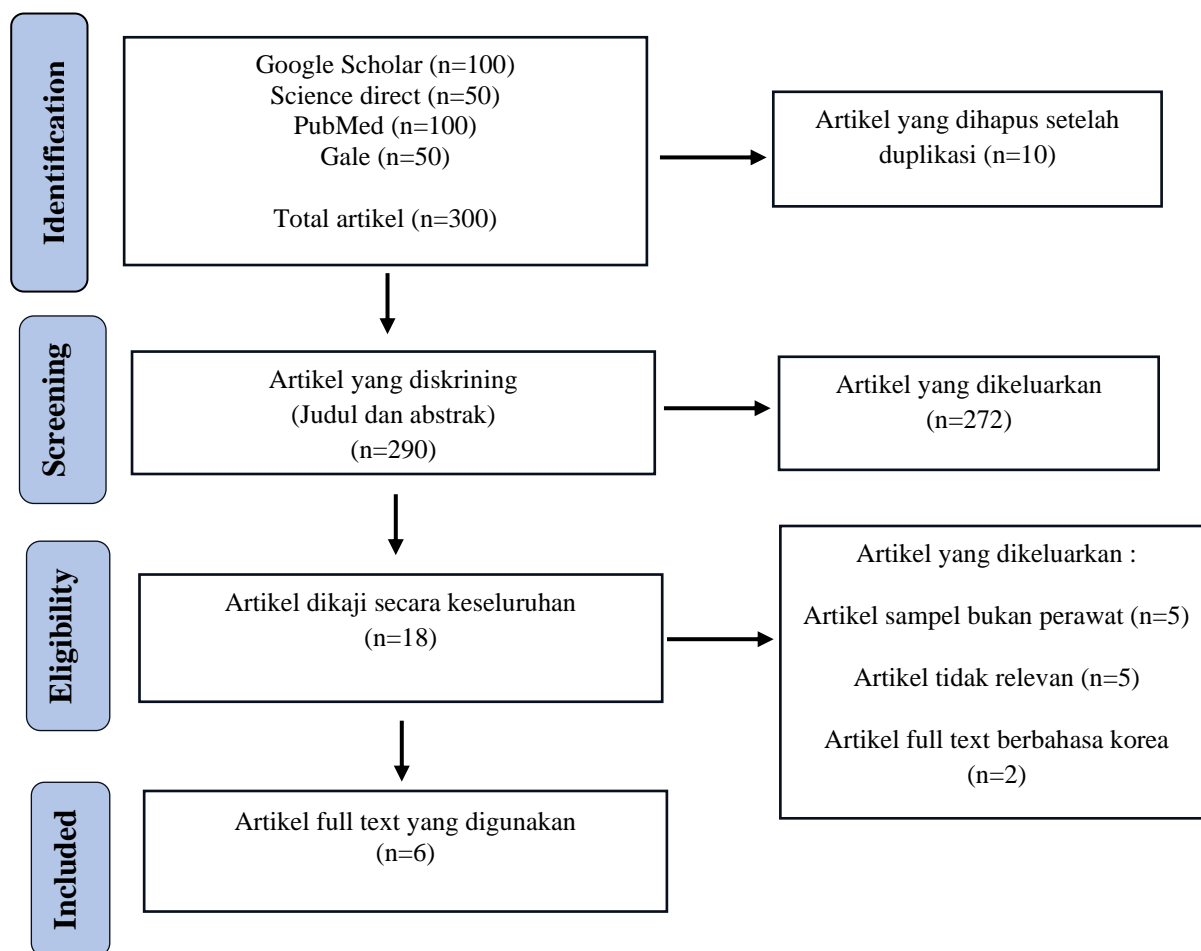 Identification
Google Scholar (n=100)
Science direct (n=50)
PubMed (n=100)
Gale (n=50)
Total artikel (n=300)
Artikel yang dihapus setelah
duplikasi (n=10)
Screening
Artikel yang diskrining
(Judul dan abstrak)
(n=290)
Artikel yang dikeluarkan
(n=272)
Eligibility
Artikel dikaji secara keseluruhan
(n=18)
Artikel yang dikeluarkan :
Artikel sampel bukan perawat (n=5)
Artikel tidak relevan (n=5)
Artikel full text berbahasa korea
(n=2)
Included
Artikel full text yang digunakan
(n=6)